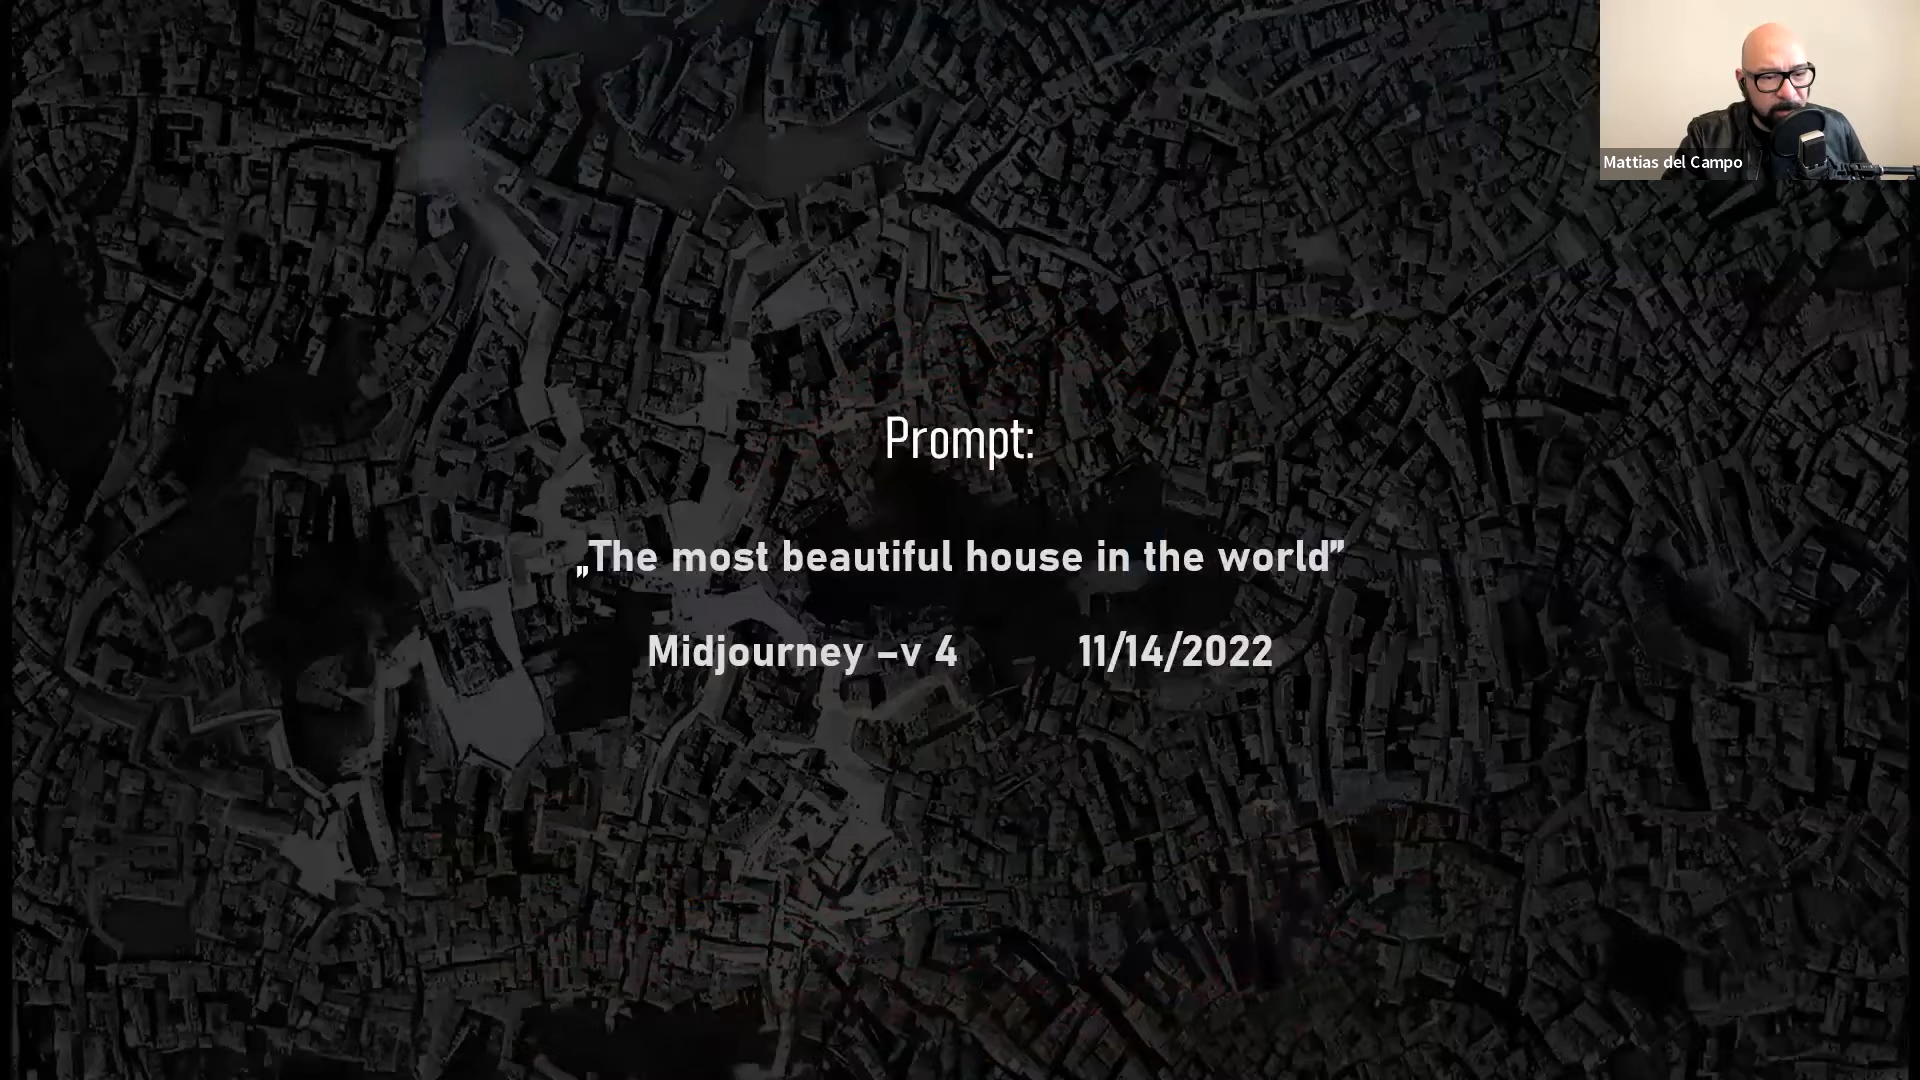 Mattias del Campo
Prompt:
„The most beautiful house in the world”
Midjourney –v 4 11/14/2022